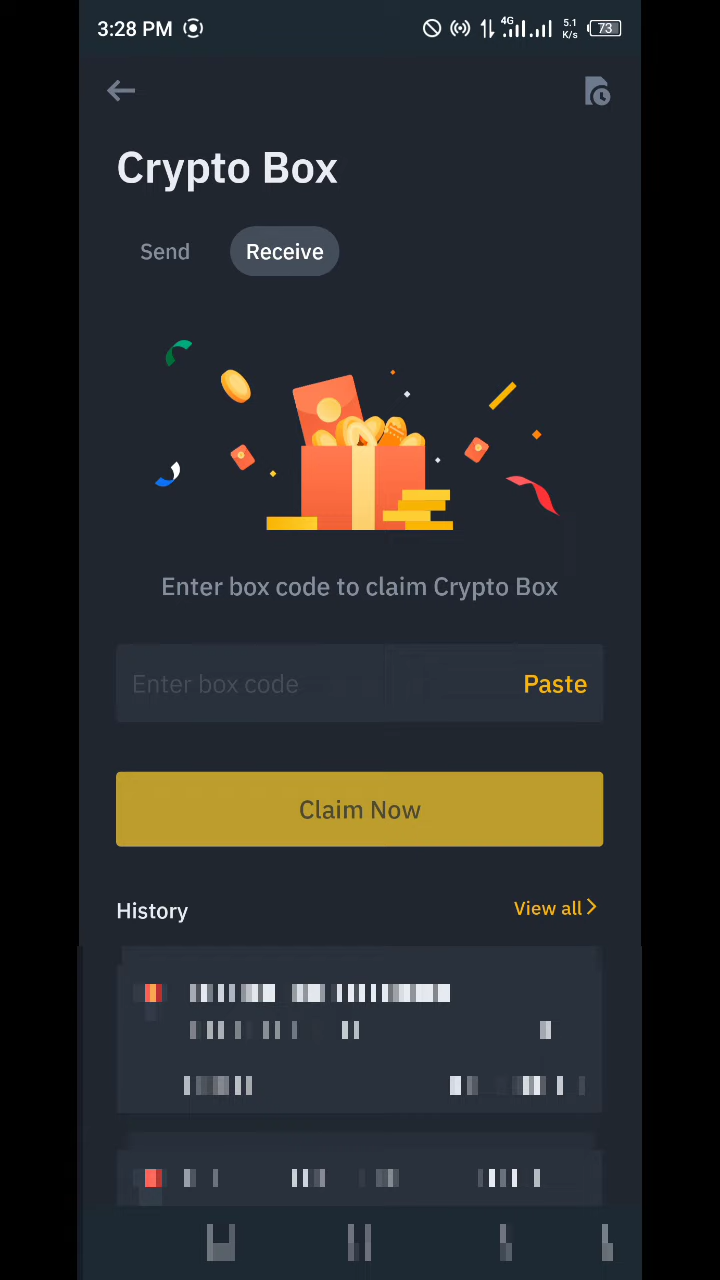 3:28 PM
4G
5.1
K/s
73
Crypto Box
Send
Receive
Enter box code to claim Crypto Box
Enter box code
Paste
Claim Now
History
View all